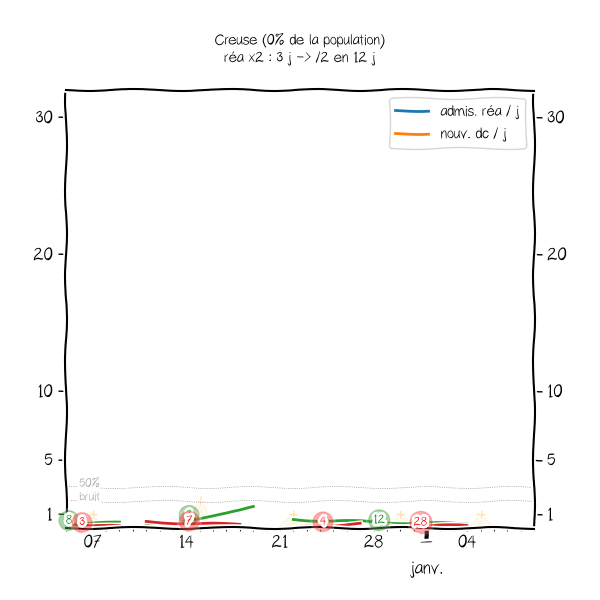 Creuse (0% de la population)
réa x2 : 3 j -> /2 en 12 j
admis. réa / j
nouv. dc / j
30 30
20 20
10 10
5 5
50%
bruit
1 1
8 3 7 4 12 28
07 14 21 28 1 04
janv.